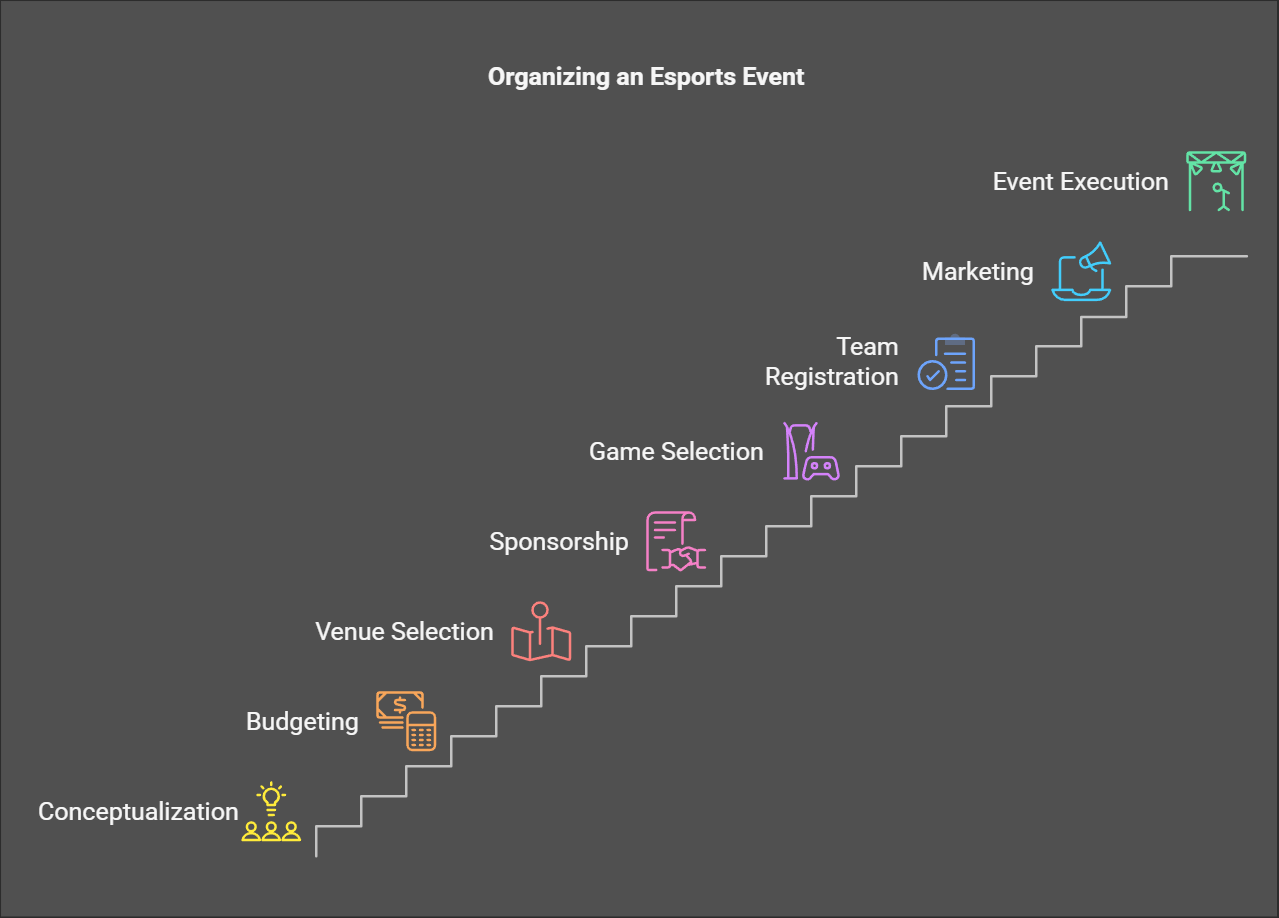 Organizing an Esports Event
Event Execution
Marketing
Team
Registration
Game Selection
Sponsorship
Venue Selection
$
Budgeting
Conceptualization